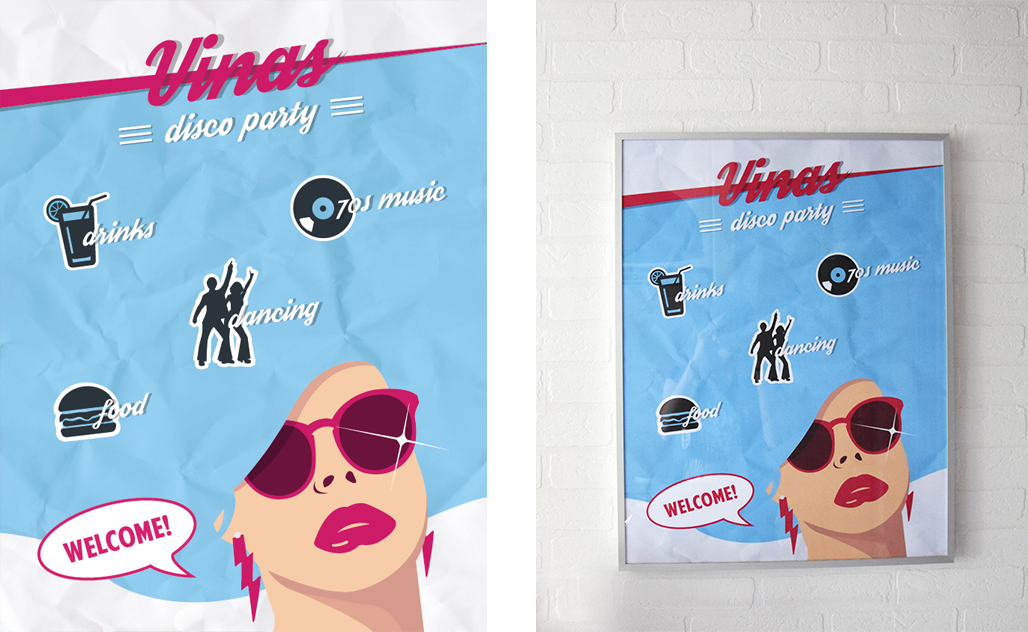 Vinas
disco party
drinks
70s music
dancing
food
WELCOME!
Vinas
disco party
drinks
70s music
dancing
food
WELCOME!